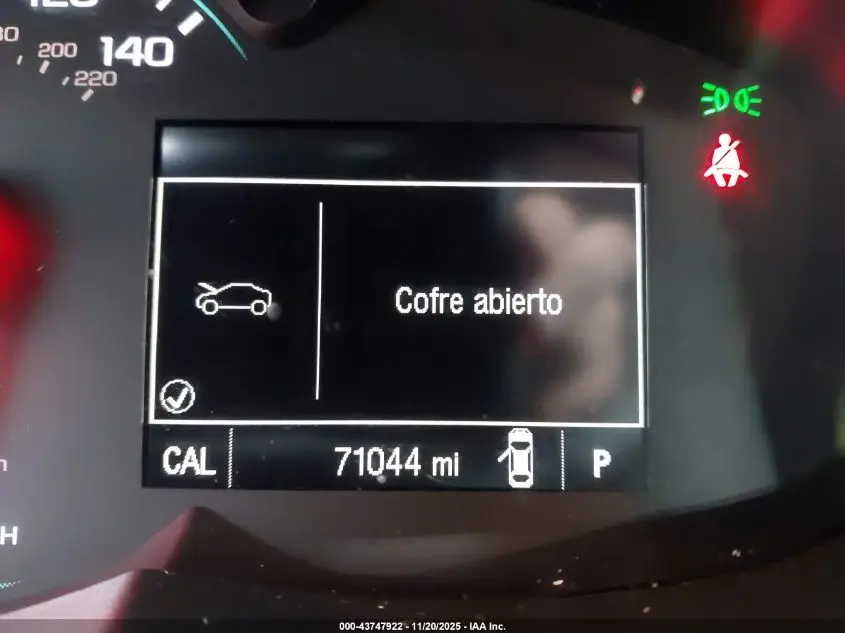 140
200
220
Cofre abierto
CAL 71044 mi P
H
000-43747922 - 11/20/2025 - IAA Inc.